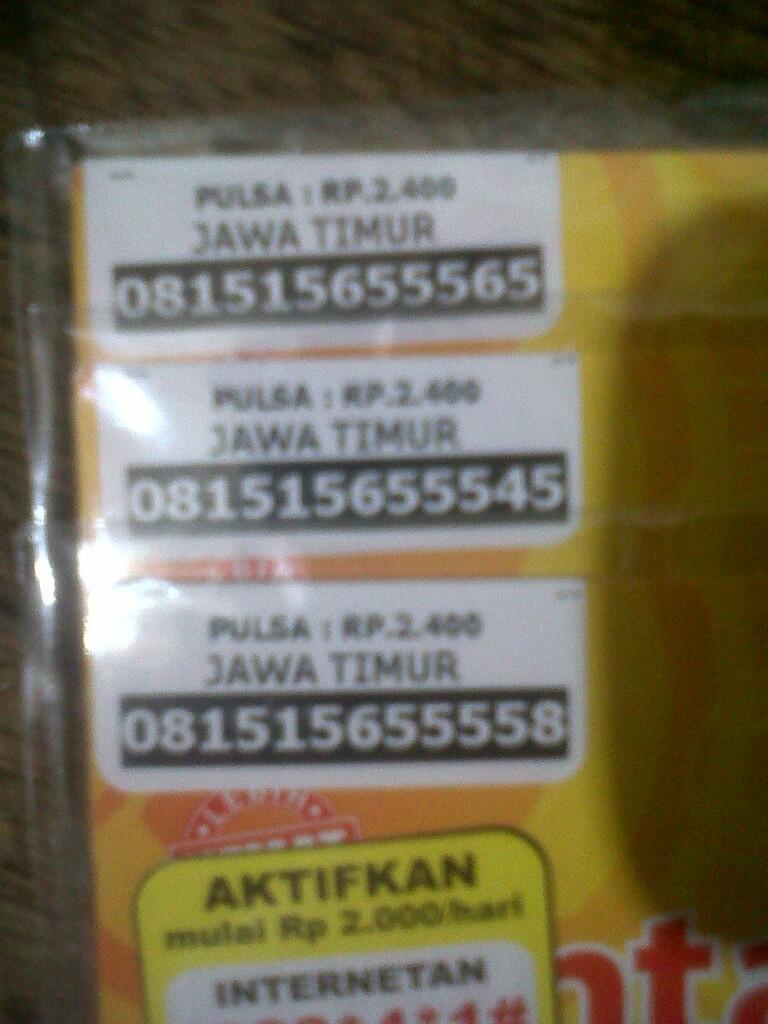 PULSA : RP.2.400
JAWA TIMUR
081515655565
PULSA : RP.2.400
JAWA TIMUR
081515655545
PULSA : RP.2.400
JAWA TIMUR
081515655558
AKTIFKAN
mulai Rp 2.000/hari
INTERNETAN